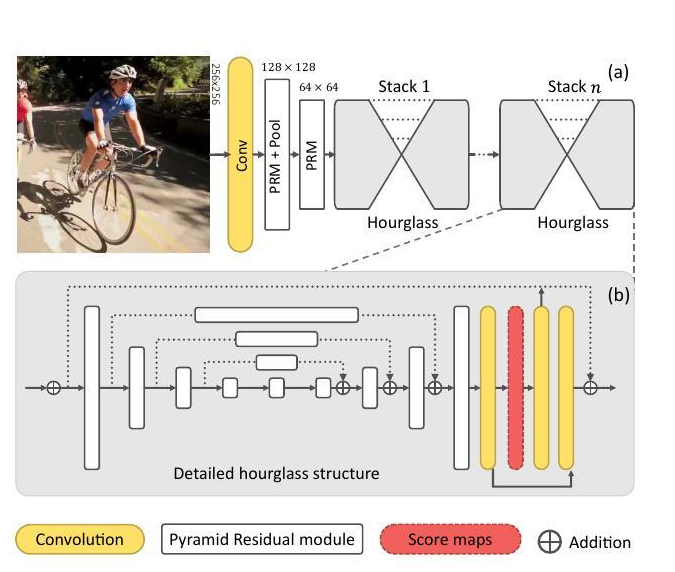 (a)
256x256
Conv
128 × 128
PRM + Pool
64 × 64
PRM
Stack 1
Hourglass
Stack n
Hourglass
(b)
Detailed hourglass structure
Convolution
Pyramid Residual module
Score maps
Addition